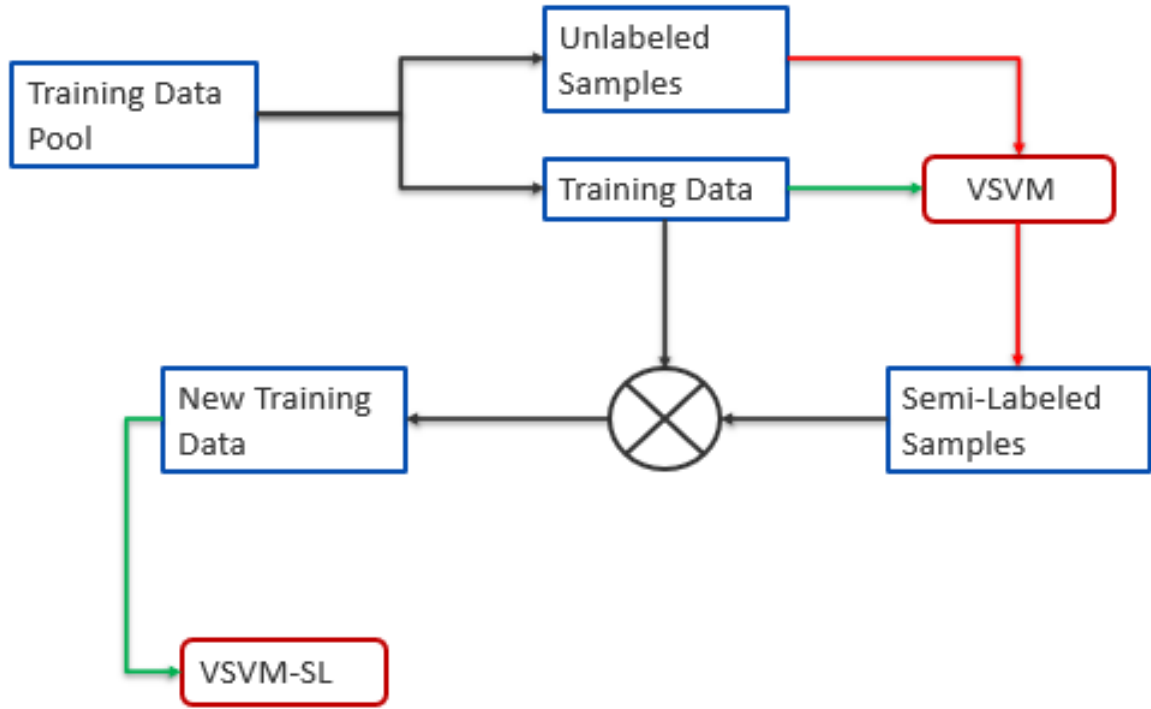 Unlabeled
Samples
Training Data
Pool
Training Data
VSVM
New Training
Data
Semi-Labeled
Samples
VSVM-SL